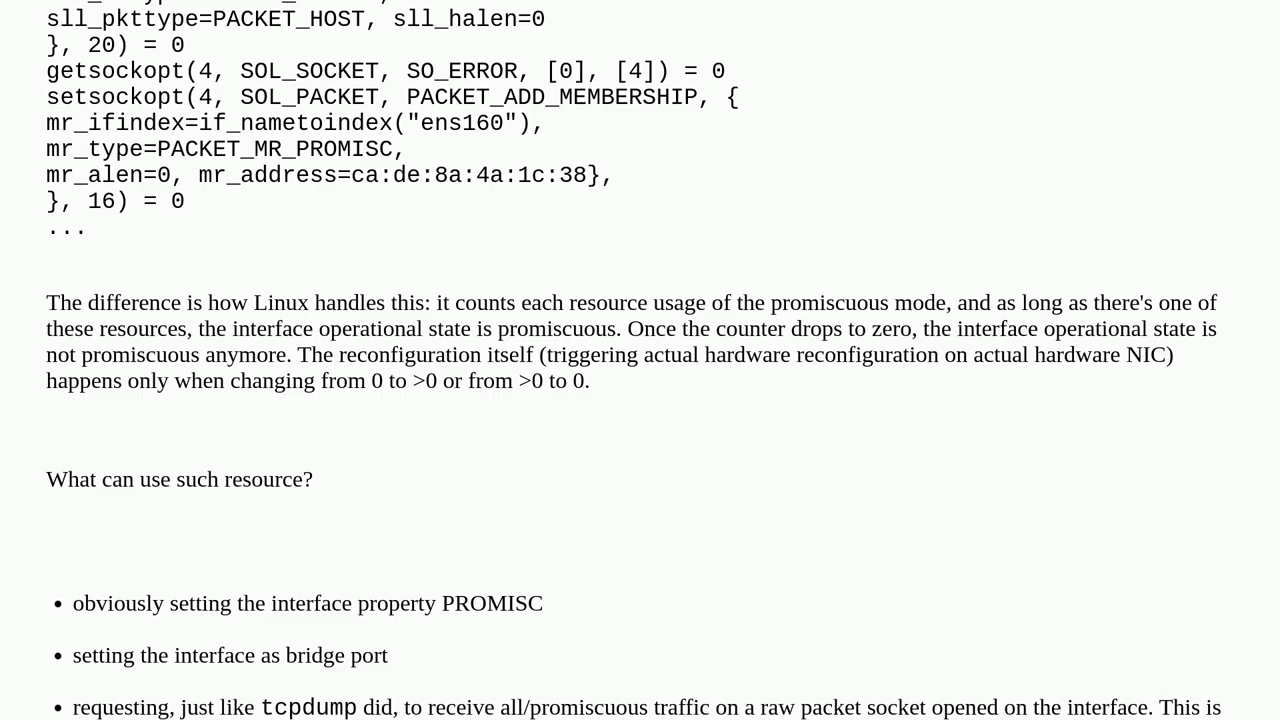 sll_pkttype=PACKET_HOST, sll_halen=0
}, 20) = 0
getsockopt(4, SOL_SOCKET, SO_ERROR, [0], [4]) = 0
setsockopt(4, SOL_PACKET, PACKET_ADD_MEMBERSHIP, {
mr_ifindex=if_nametoindex("ens160"),
mr_type=PACKET_MR_PROMISC,
mr_alen=0, mr_address=ca:de:8a:4a:1c:38},
}, 16) = 0
...
The difference is how Linux handles this: it counts each resource usage of the promiscuous mode, and as long as there's one of
these resources, the interface operational state is promiscuous. Once the counter drops to zero, the interface operational state is
not promiscuous anymore. The reconfiguration itself (triggering actual hardware reconfiguration on actual hardware NIC)
happens only when changing from 0 to >0 or from >0 to 0.
What can use such resource?
• obviously setting the interface property PROMISC
• setting the interface as bridge port
• requesting, just like tcpdump did, to receive all/promiscuous traffic on a raw packet socket opened on the interface. This is